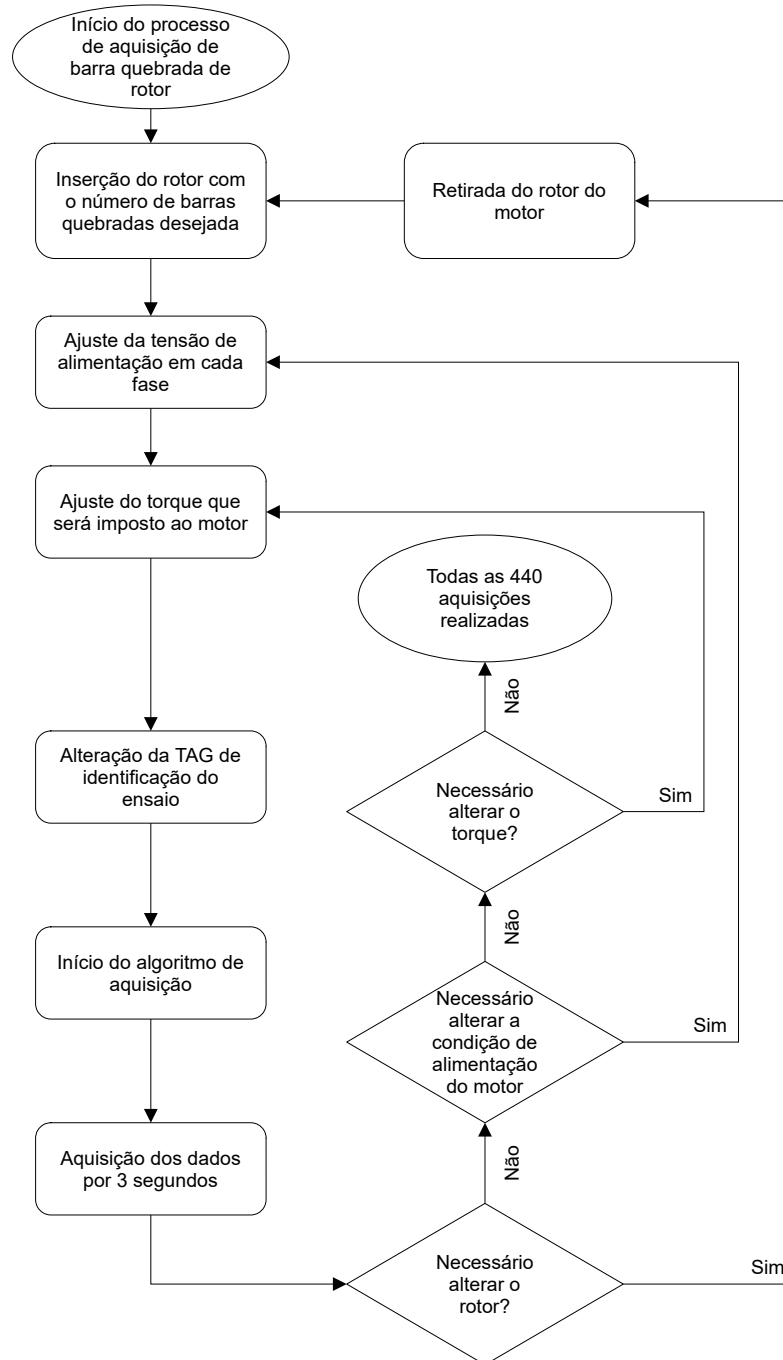 Início do processo
de aquisição de
barra quebrada de
rotor
Inserção do rotor com
o número de barras
quebradas desejada
Retirada do rotor do
motor
Ajuste da tensão de
alimentação em cada
fase
Ajuste do torque que
será imposto ao motor
Todas as 440
aquisições
realizadas
Não
Alteração da TAG de
identificação do
ensaio
Necessário
alterar o
torque?
Sim
Não
Início do algoritmo de
aquisição
Necessário
alterar a
condição de
alimentação
do motor
Sim
Aquisição dos dados
por 3 segundos
Não
Necessário
alterar o
rotor?
Sim